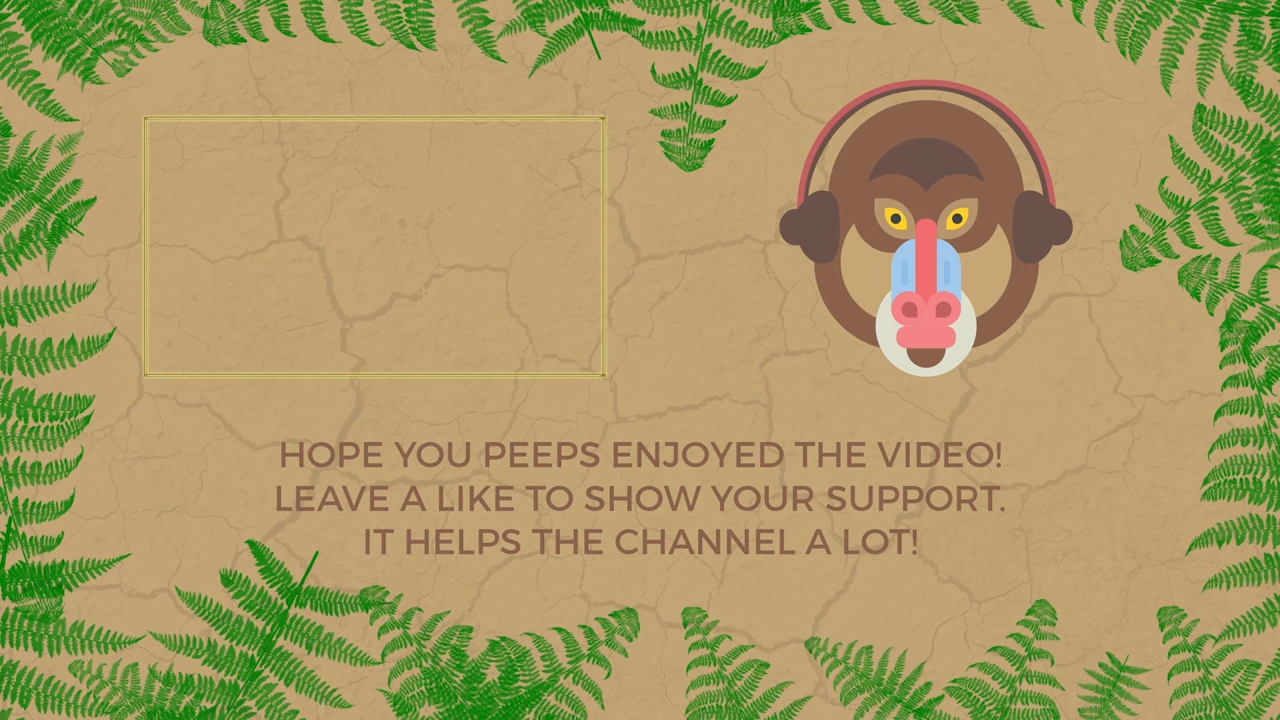 HOPE YOU PEEPS ENJOYED THE VIDEO!
LEAVE A LIKE TO SHOW YOUR SUPPORT.
IT HELPS THE CHANNEL A LOT!